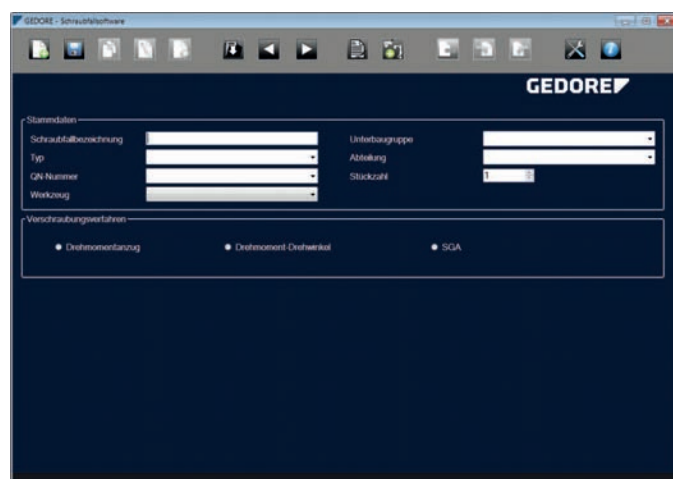 GEDORE - Schraubfallsoftware
GEDORE
Stammdaten
Schraubfallbezeichnung
Unterbaugruppe
Typ
Abteilung
QN-Nummer
Stückzahl
1
Werkzeug
Verschraubungsverfahren
Drehmomentanzug
Drehmoment-Drehwinkel
SGA